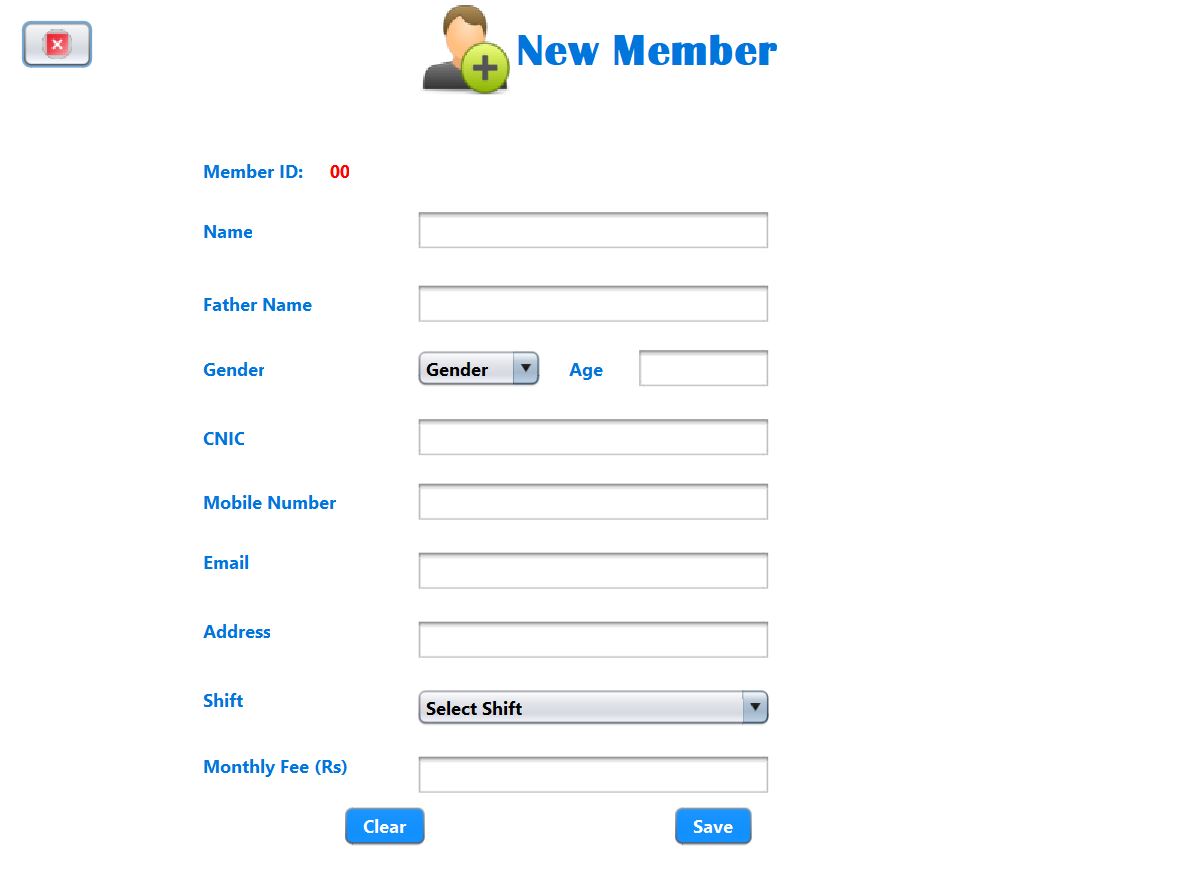 New Member
Member ID: 00
Name
Father Name
Gender Gender Age
CNIC
Mobile Number
Email
Address
Shift Select Shift
Monthly Fee (Rs)
Clear Save